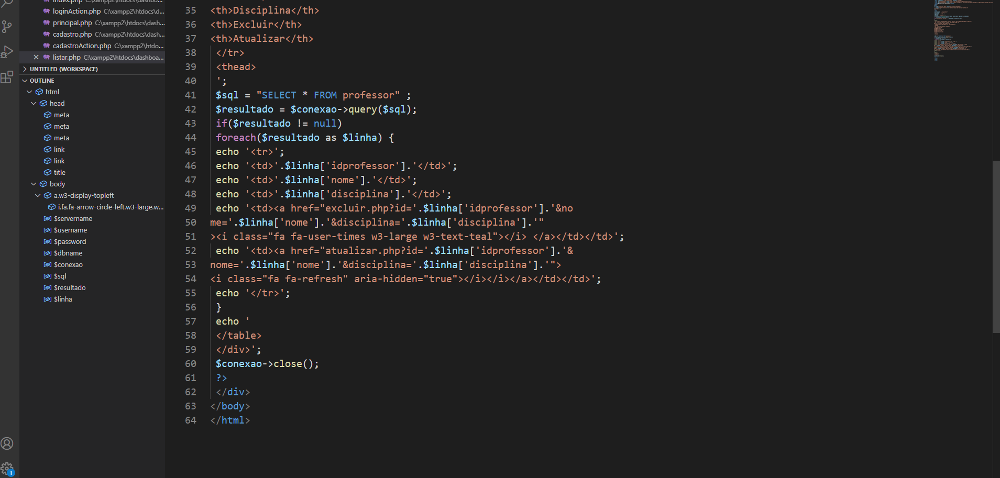 index.php C:\xampp2\htdocs\dashbo...
loginAction.php C:\xampp2\htdocs\d...
principal.php C:\xampp2\htdocs\dash...
cadastro.php C:\xampp2\htdocs\dash...
cadastroAction.php C:\xampp2\htdo...
listar.php C:\xampp2\htdocs\dashboa...
UNTITLED (WORKSPACE)
OUTLINE
html
head
meta
meta
meta
link
link
title
body
a.w3-display-topleft
i.fa.fa-arrow-circle-left.w3-large.w...
$servername
$username
$password
$dbname
$conexao
$sql
$resultado
$linha
1
35 <th>Disciplina</th>
36 <th>Excluir</th>
37 <th>Atualizar</th>
38 </tr>
39 <thead>
40 ';
41 $sql = "SELECT * FROM professor" ;
42 $resultado = $conexao->query($sql);
43 if($resultado != null)
44 foreach($resultado as $linha) {
45 echo '<tr>';
46 echo '<td>'.$linha['idprofessor'].'</td>';
47 echo '<td>'.$linha['nome'].'</td>';
48 echo '<td>'.$linha['disciplina'].'</td>';
49 echo '<td><a href="excluir.php?id='.$linha['idprofessor'].'&no
50 me='.$linha['nome'].'&disciplina='.$linha['disciplina'].'"
51 ><i class="fa fa-user-times w3-large w3-text-teal"></i> </a></td></td>';
52 echo '<td><a href="atualizar.php?id='.$linha['idprofessor'].'&
53 nome='.$linha['nome'].'&disciplina='.$linha['disciplina'].'">
54 <i class="fa fa-refresh" aria-hidden="true"></i></i></a></td></td>';
55 echo '</tr>';
56 }
57 echo '
58 </table>
59 </div>';
60 $conexao->close();
61 ?>
62 </div>
63 </body>
64 </html>